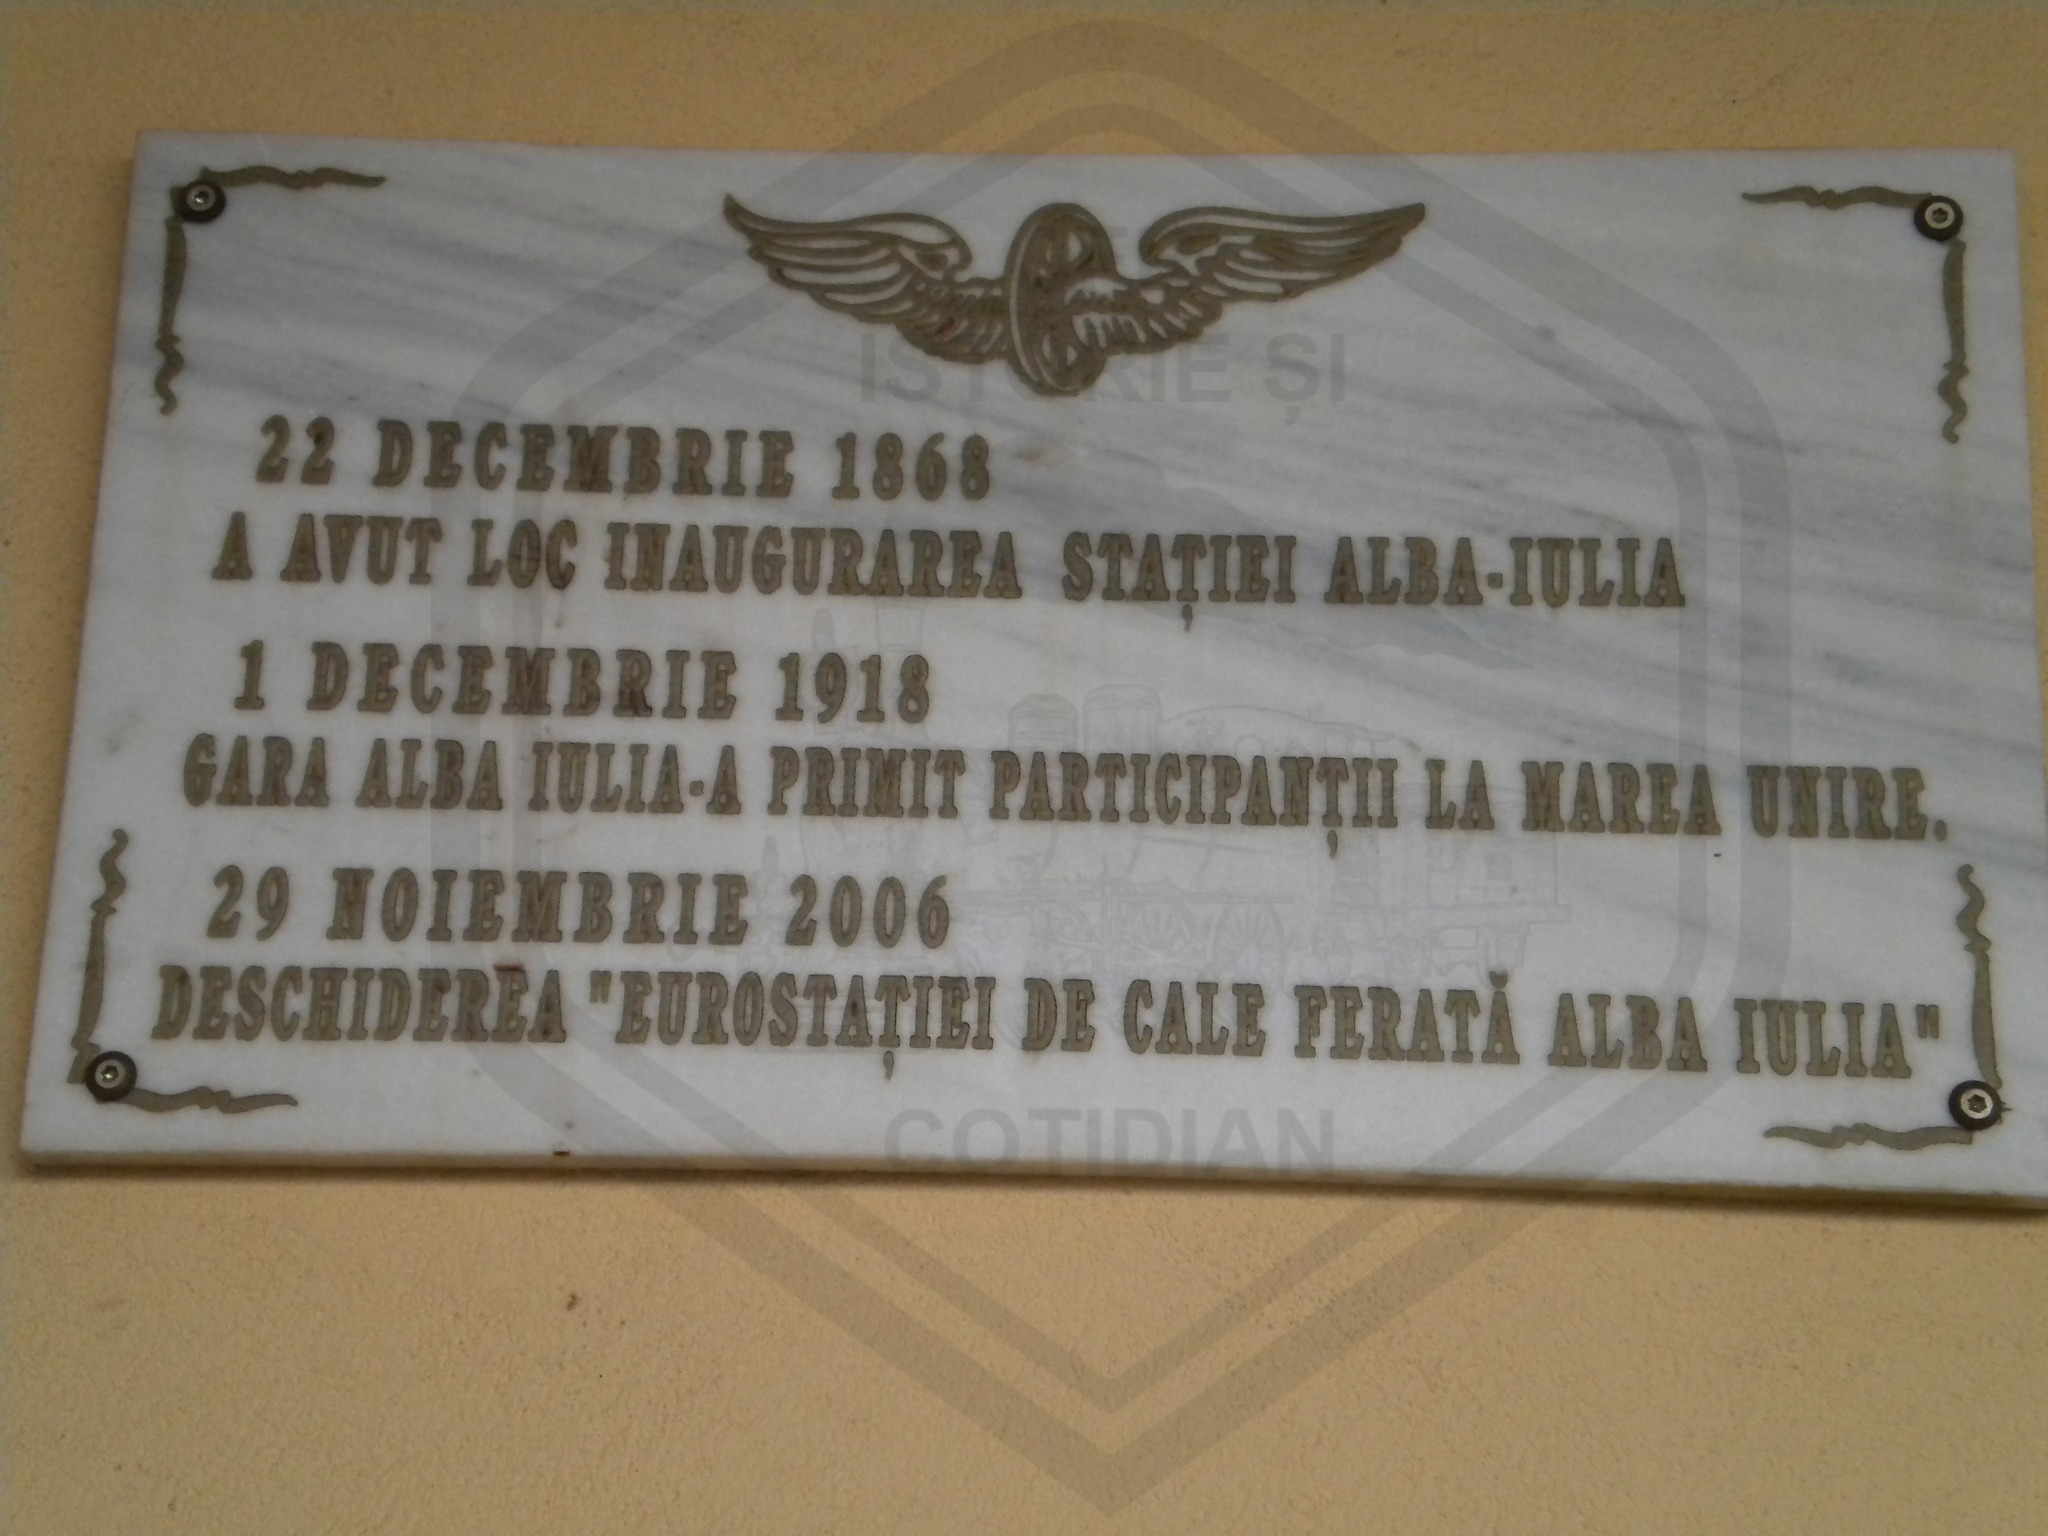 ISTORIE ȘI
22 DECEMBRIE 1868
A AVUT LOC INAUGURAREA STAȚIEI ALBA-IULIA
1 DECEMBRIE 1918
GARA ALBA IULIA-A PRIMIT PARTICIPANȚII LA MAREA UNIRE.
29 NOIEMBRIE 2006
DESCHIDEREA "EUROSTAȚIEI DE CALE FERATĂ ALBA IULIA"
COTIDIAN